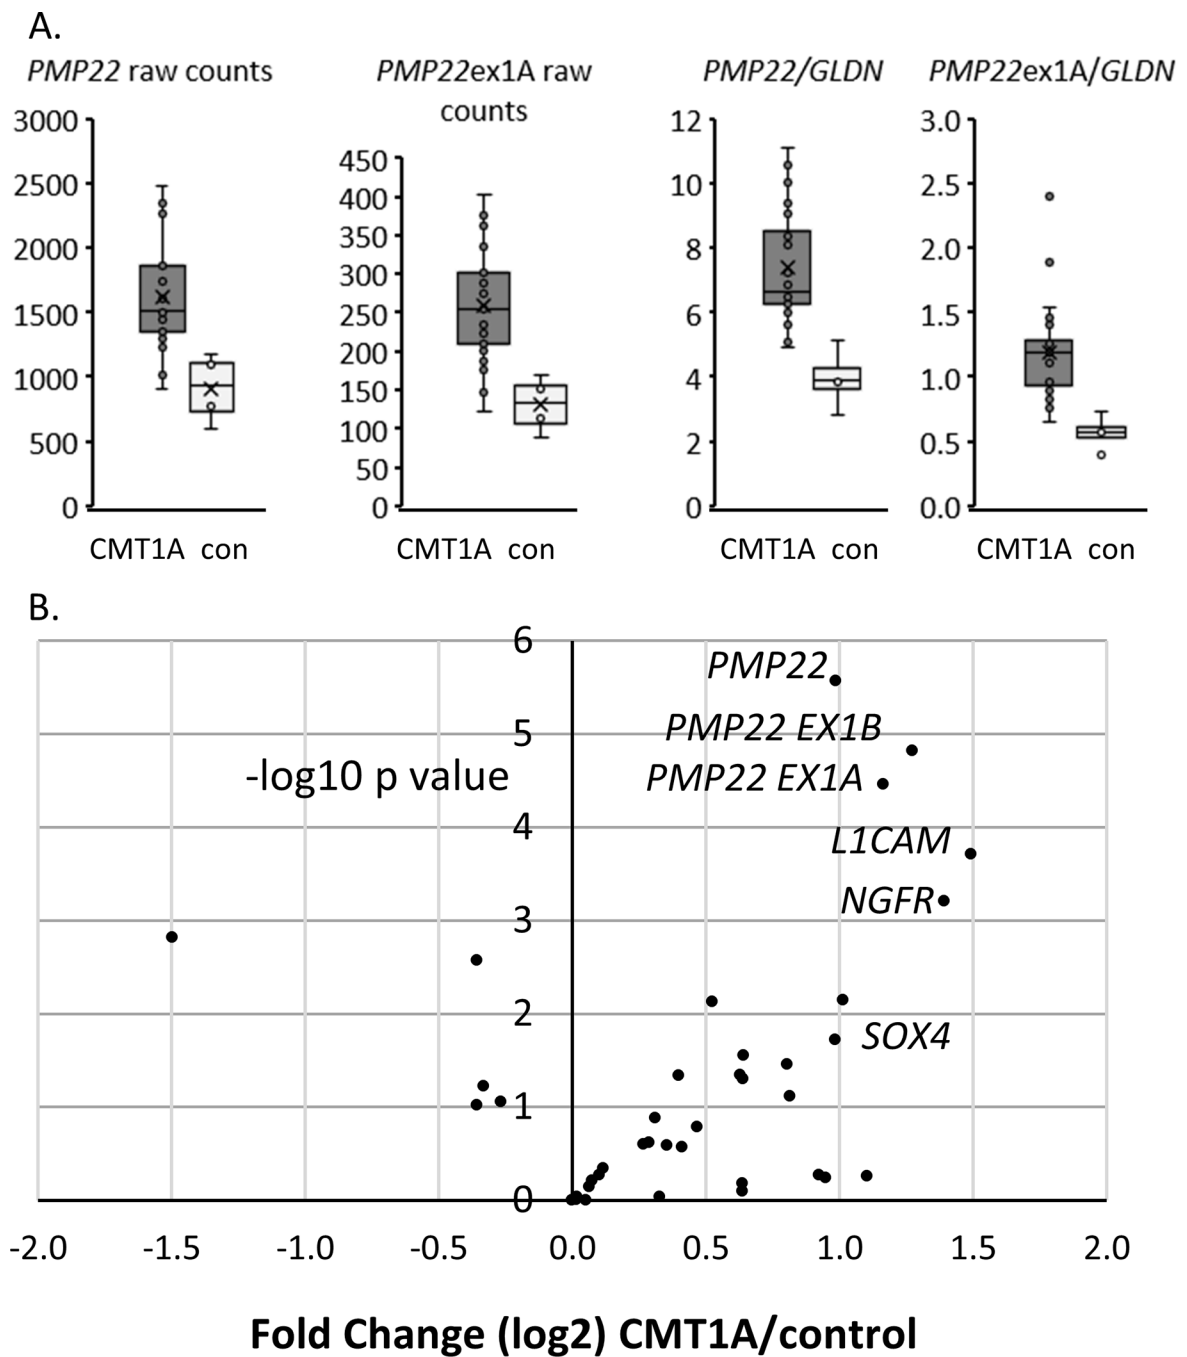 A.
PMP22 raw counts
PMP22ex1A raw
counts
PMP22/GLDN
PMP22ex1A/GLDN
3000
2500
2000
1500
1000
500
0
CMT1A con
450
400
350
300
250
200
150
100
50
0
CMT1A con
12
10
8
6
4
2
0
CMT1A con
3.0
2.5
2.0
1.5
1.0
0.5
0.0
CMT1A con
B.
6
PMP22
5
PMP22 EX1B
-log10 p value
PMP22 EX1A
4
L1CAM
NGFR
3
2
SOX4
1
0
-2.0 -1.5 -1.0 -0.5 0.0 0.5 1.0 1.5 2.0
Fold Change (log2) CMT1A/control